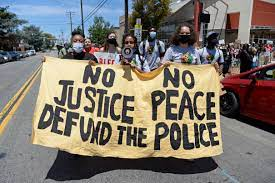 NO NO
JUSTICE PEACE
DEFUND THE POLICE